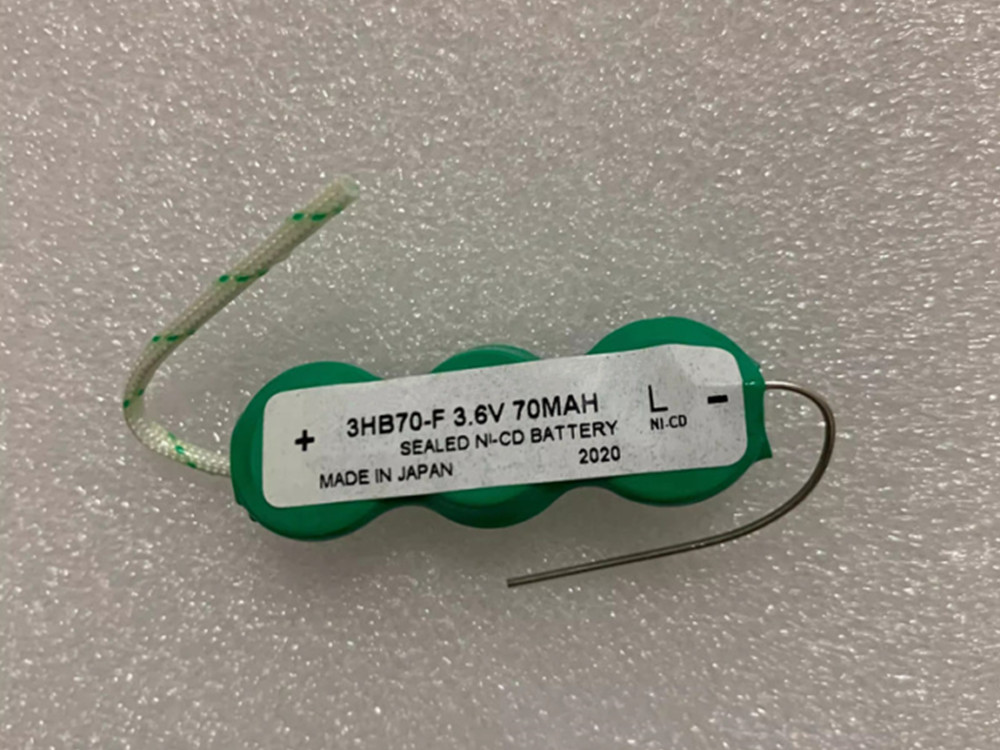 + 3HB70-F 3.6V 70MAH L -
SEALED NI-CD BATTERY NI-CD
MADE IN JAPAN 2020